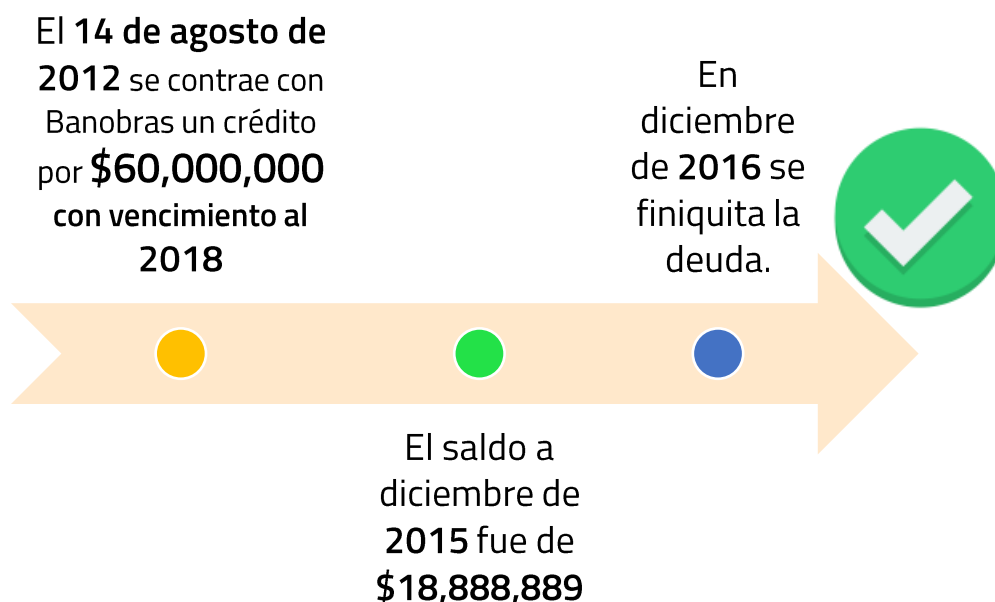 El 14 de agosto de
2012 se contrae con
Banobras un crédito
por $60,000,000
con vencimiento al
2018
El saldo a
diciembre de
2015 fue de
$18,888,889
En
diciembre
de 2016 se
finiquita la
deuda.